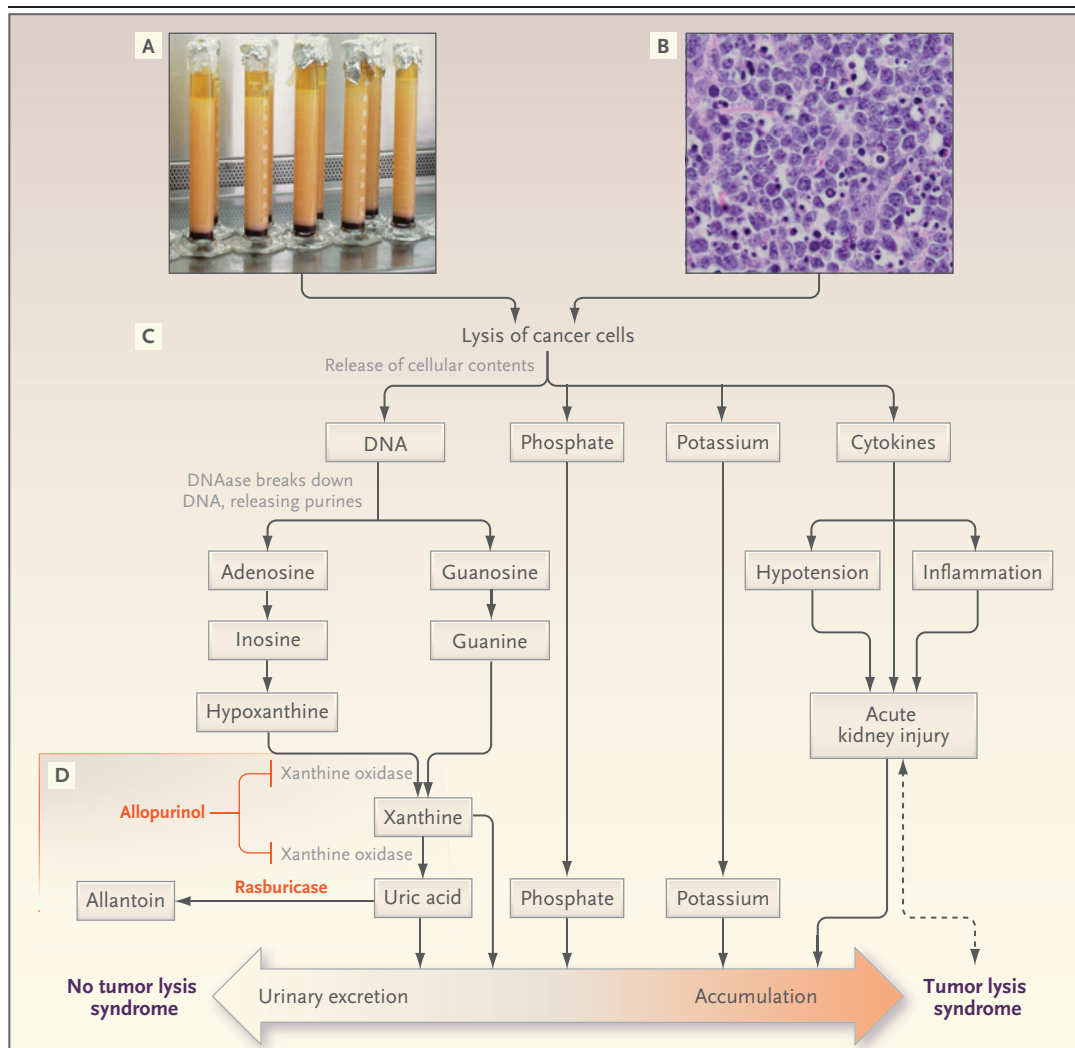 A
B
C
Lysis of cancer cells
Release of cellular contents
DNA
Phosphate
Potassium
Cytokines
DNAase breaks down
DNA, releasing purines
Adenosine
Guanosine
Hypotension
Inflammation
Inosine
Guanine
Hypoxanthine
Acute
kidney injury
D
Xanthine oxidase
Allopurinol
Xanthine
Xanthine oxidase
Rasburicase
Allantoin
Uric acid
Phosphate
Potassium
No tumor lysis
syndrome
Urinary excretion
Accumulation
Tumor lysis
syndrome